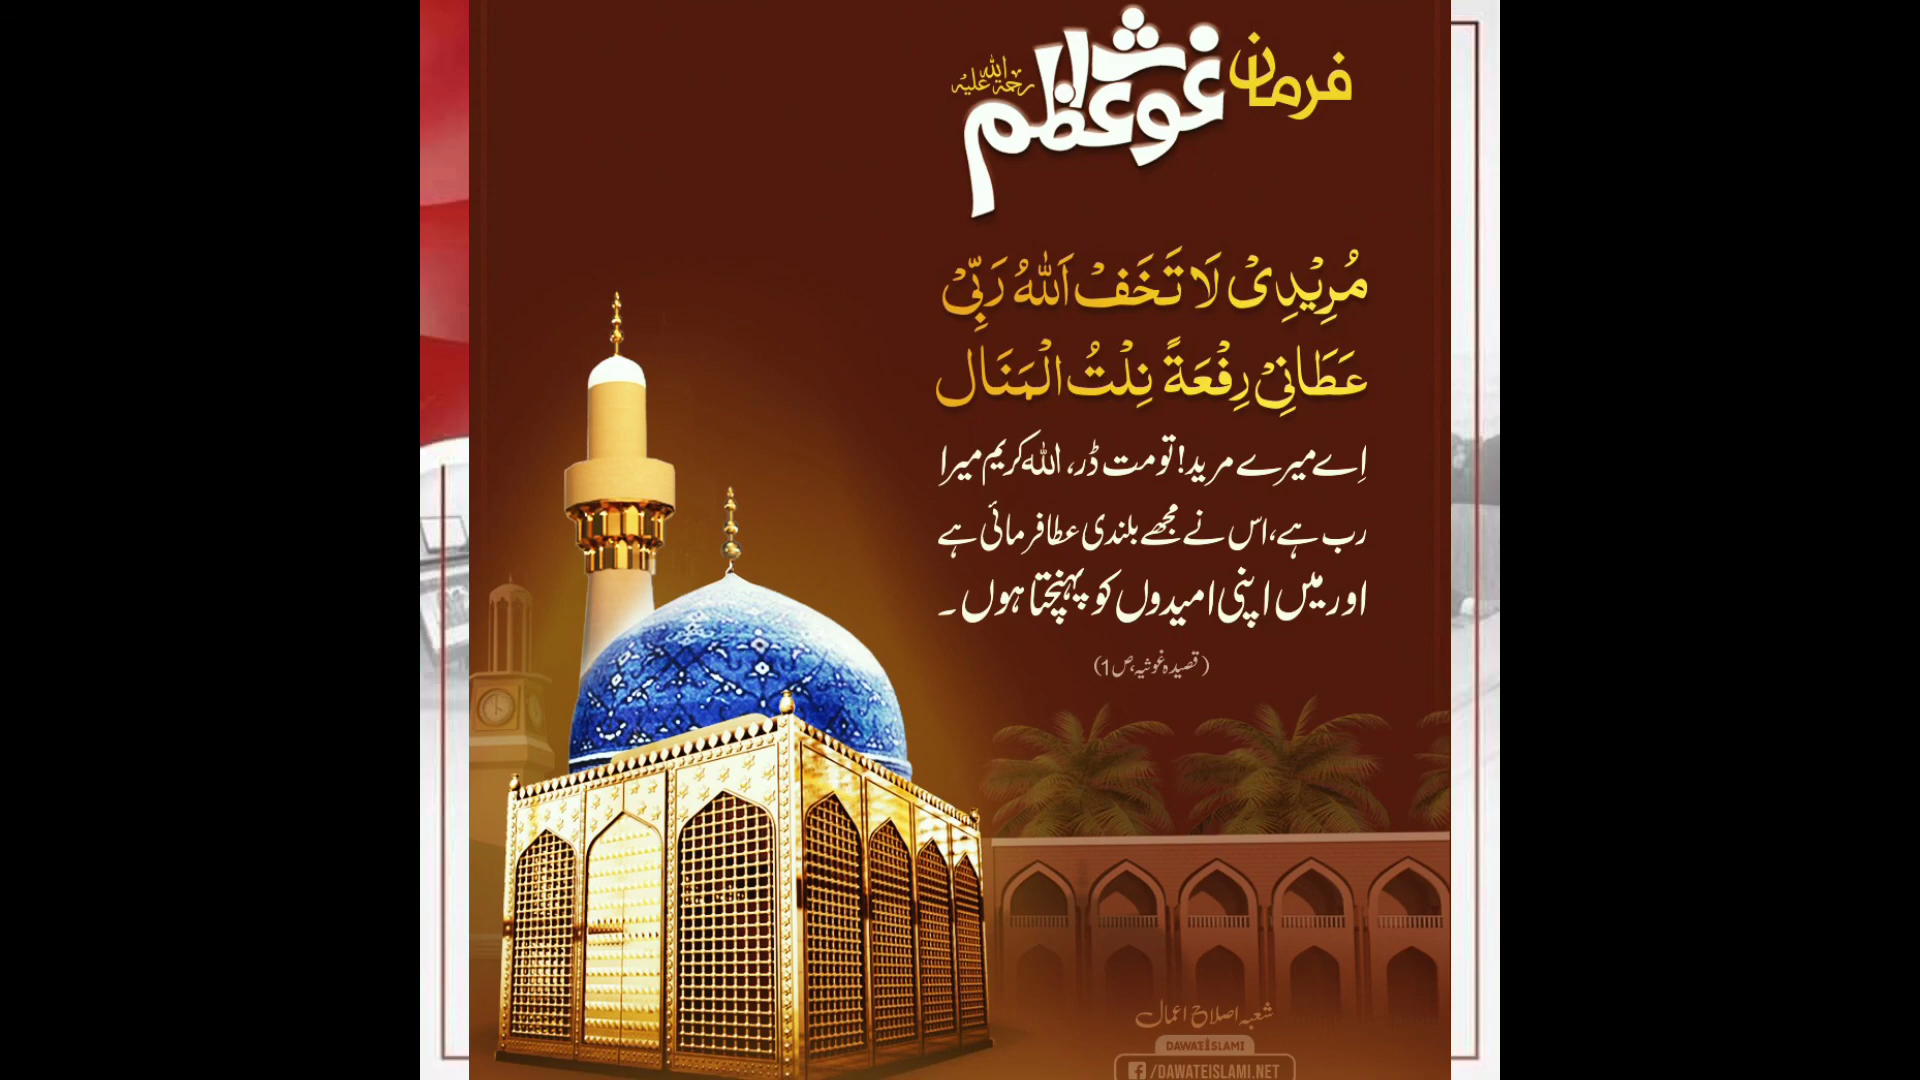 فرمان غوث اعظم رحمۃ اللہ علیہ
مُرِيْدِيْ لَا تَخَفْ اَللّٰهُ رَبِّيْ
عَطَانِيْ رِفْعَةً نِلْتُ الْمَنَال
اِے میرے مرید! تو مت ڈر، اللہ کریم میرا
رب ہے، اس نے مجھے بلندی عطا فرمائی ہے
اور میں اپنی امیدوں کو پہنچتا ہوں۔
(قصیدہ غوثیہ، ص1)
شعبہ اصلاح اعمال
DAWATEISLAMI
/DAWATEISLAMI.NET